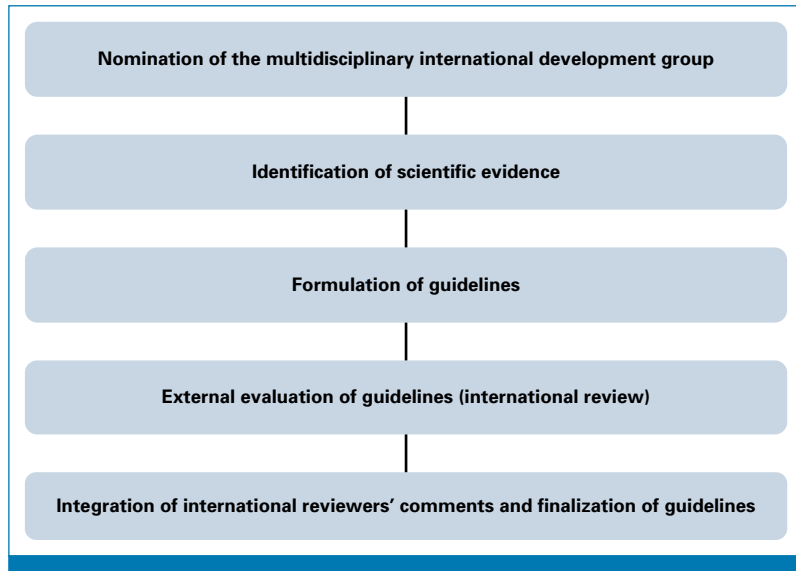 Nomination of the multidisciplinary international development group
Identification of scientific evidence
Formulation of guidelines
External evaluation of guidelines (international review)
Integration of international reviewers’ comments and finalization of guidelines